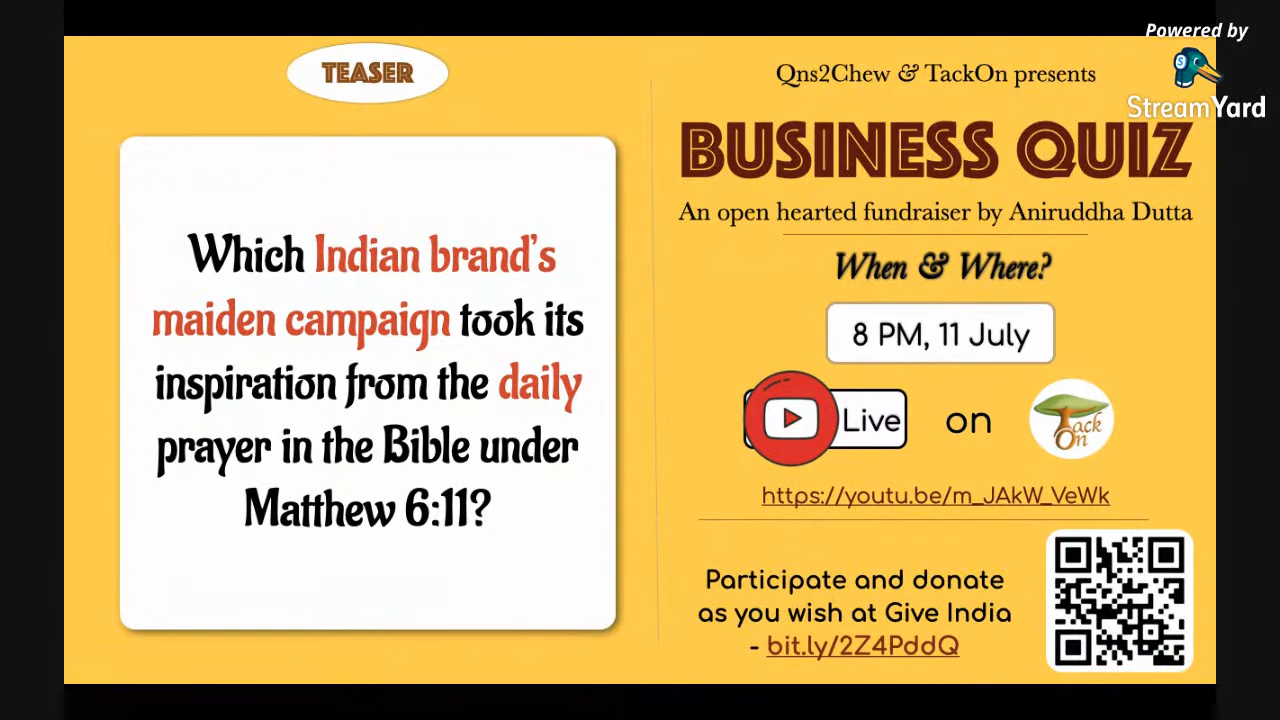 Powered by
StreamYard
TEASER
Which Indian brand's
maiden campaign took its
inspiration from the daily
prayer in the Bible under
Matthew 6:11?
Qns2Chew & TackOn presents
BUSINESS QUIZ
An open hearted fundraiser by Aniruddha Dutta
When & Where?
8 PM, 11 July
Live on
Tack
On
https://youtu.be/m_JAkW_VeWk
Participate and donate
as you wish at Give India
- bit.ly/2Z4PddQ